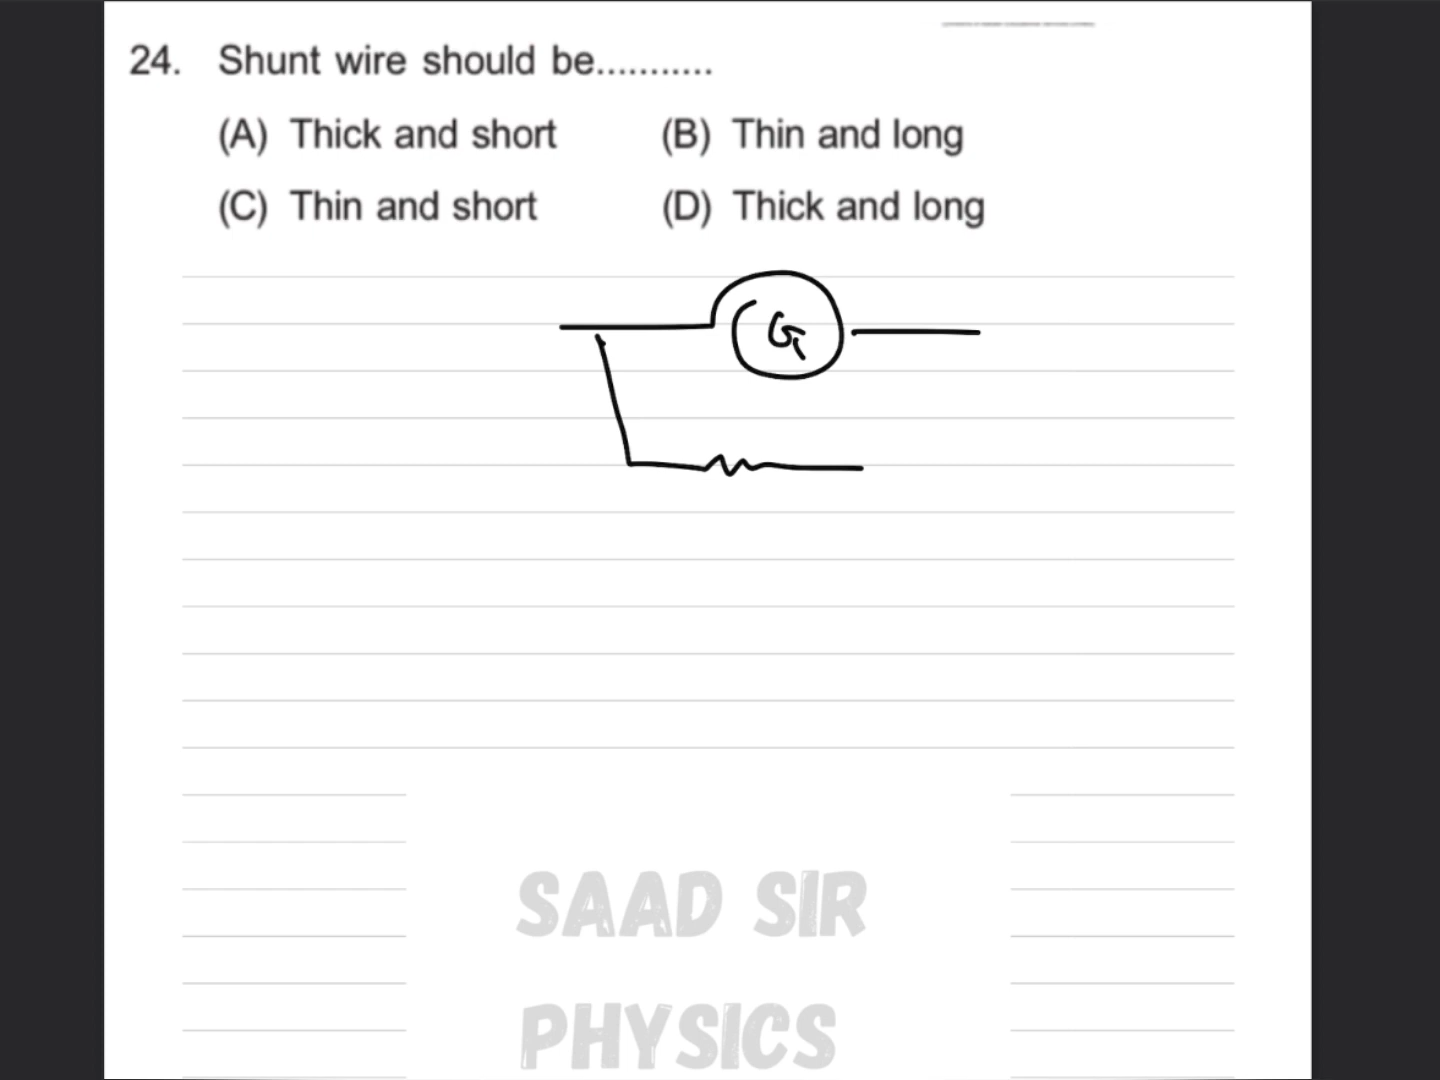 24. Shunt wire should be...........
(A) Thick and short (B) Thin and long
(C) Thin and short (D) Thick and long
G
SAAD SIR
PHYSICS